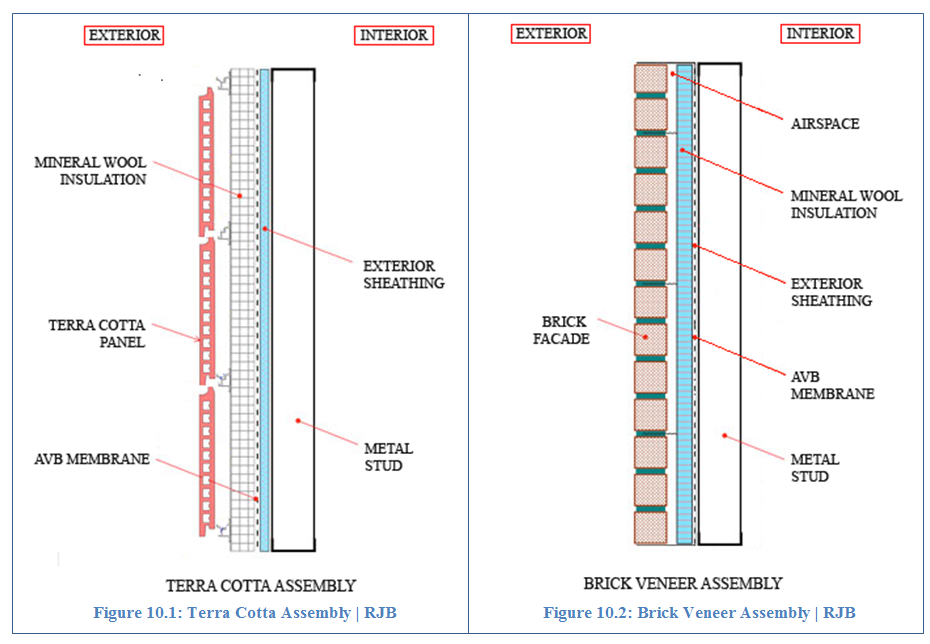 EXTERIOR
INTERIOR
MINERAL WOOL
INSULATION
EXTERIOR
SHEATHING
TERRA COTTA
PANEL
METAL
STUD
AVB MEMBRANE
TERRA COTTA ASSEMBLY
Figure 10.1: Terra Cotta Assembly | RJB
EXTERIOR
INTERIOR
AIRSPACE
MINERAL WOOL
INSULATION
EXTERIOR
SHEATHING
BRICK
FACADE
AVB
MEMBRANE
METAL
STUD
BRICK VENEER ASSEMBLY
Figure 10.2: Brick Veneer Assembly | RJB